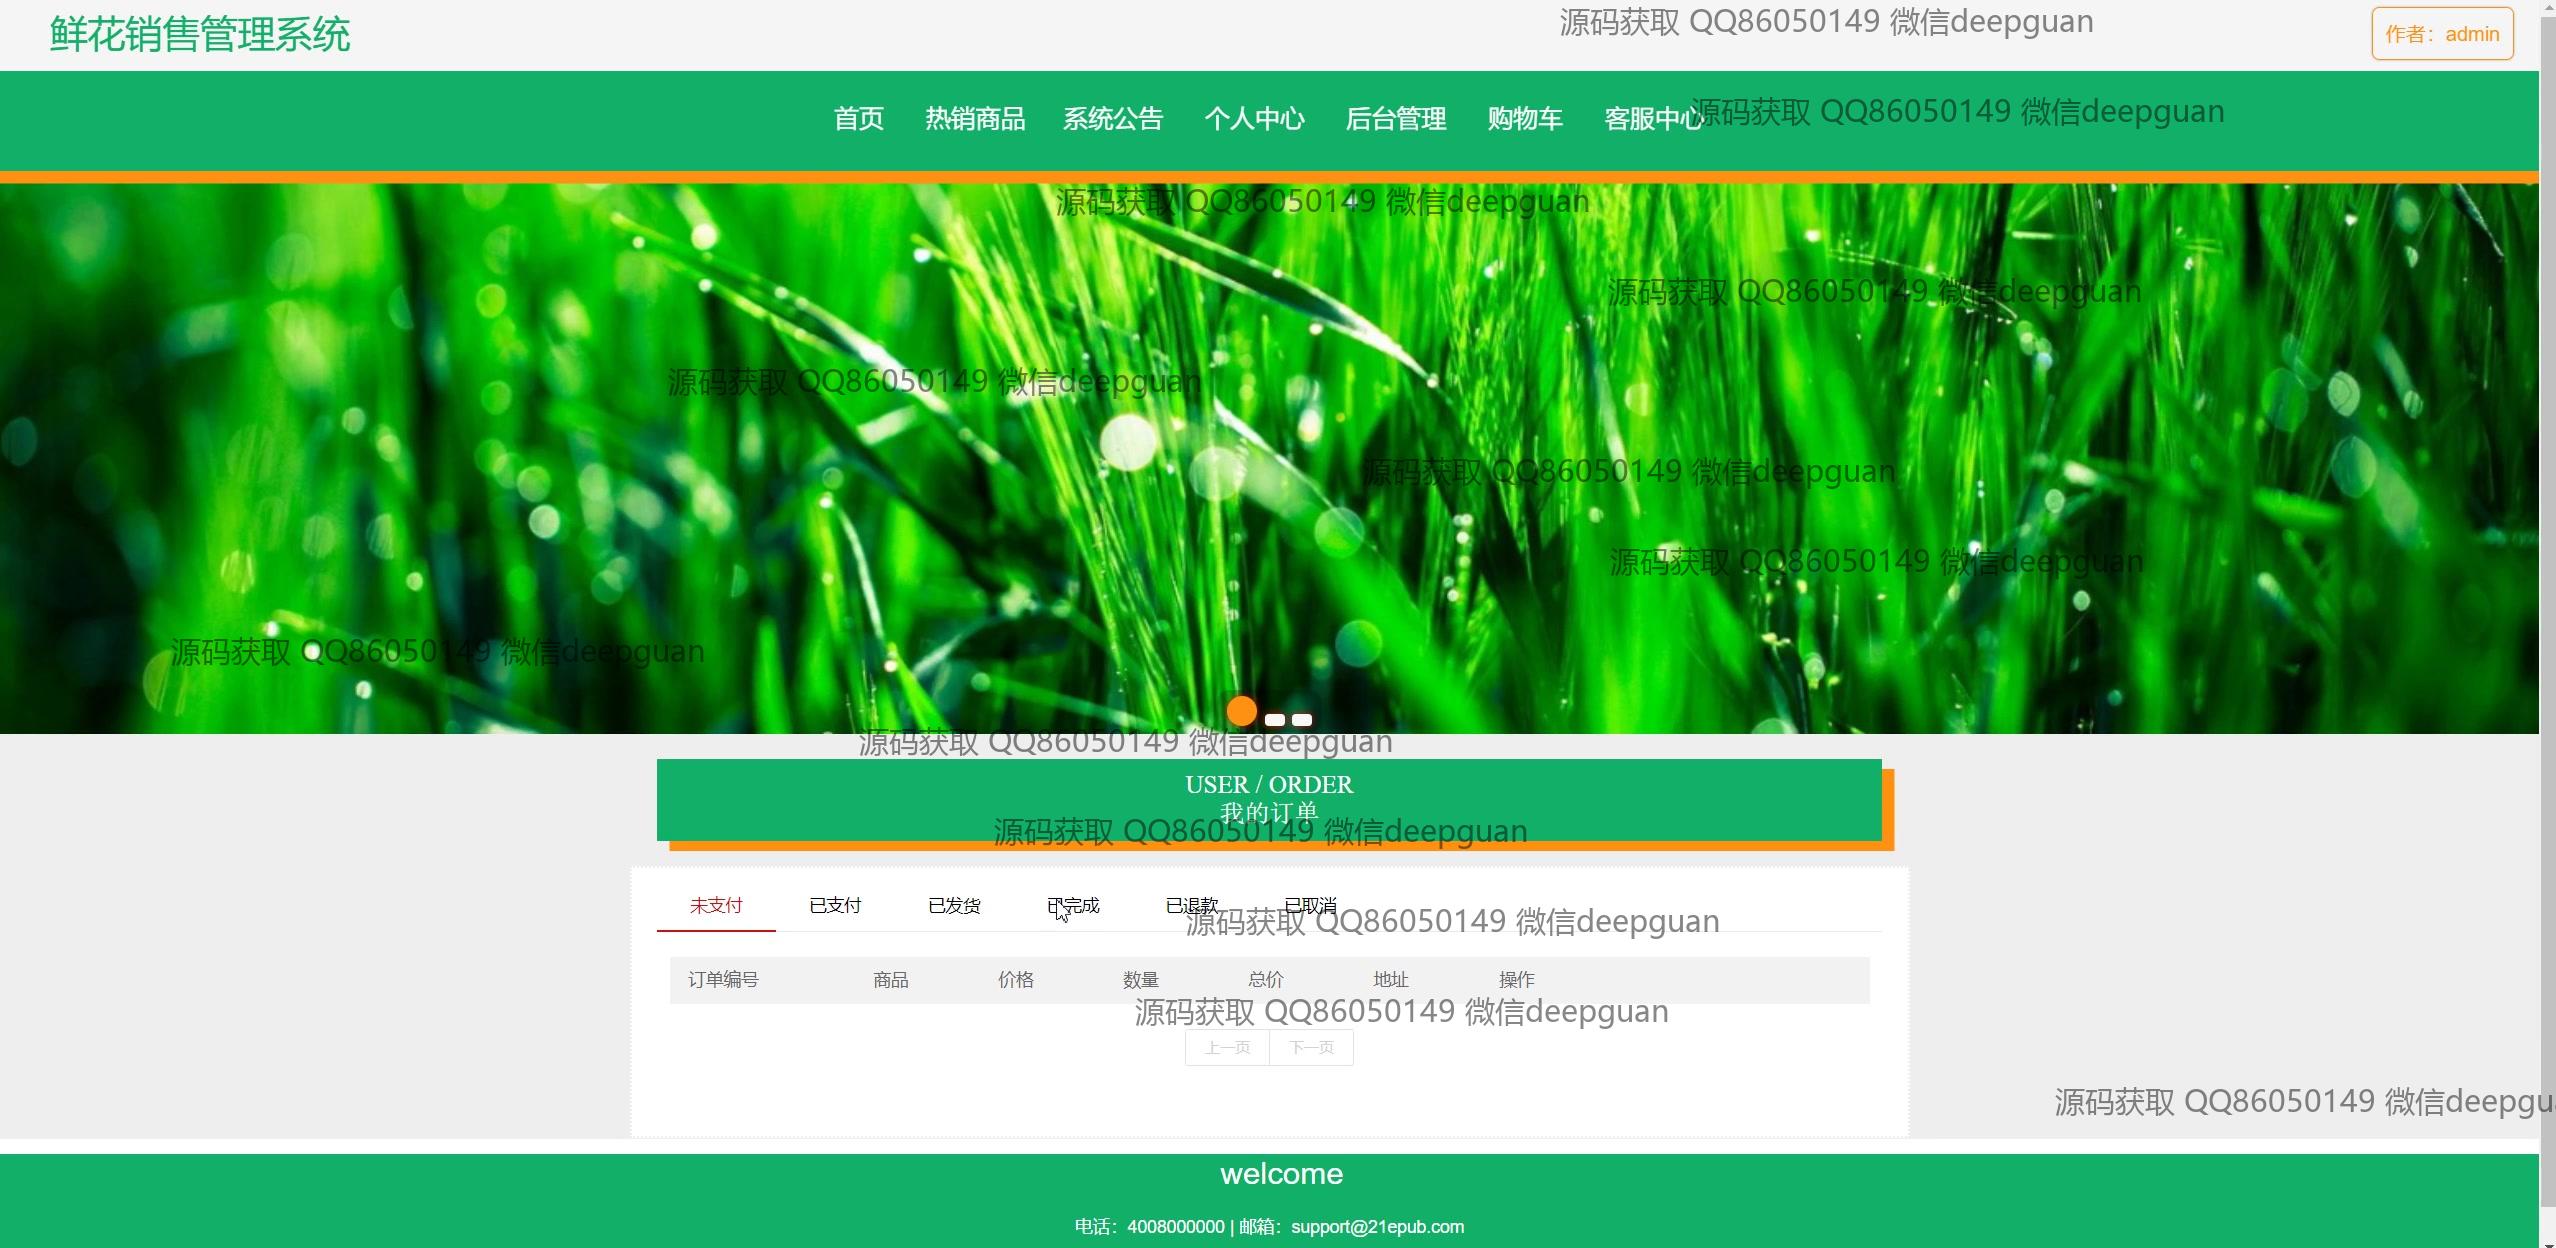 鲜花销售管理系统
源码获取 QQ86050149 微信deepguan
作者：admin
首页 热销商品 系统公告 个人中心 后台管理 购物车 客服中心
源码获取 QQ86050149 微信deepguan
源码获取 QQ86050149 微信deepguan
源码获取 QQ86050149 微信deepguan
源码获取 QQ86050149 微信deepguan
源码获取 QQ86050149 微信deepguan
源码获取 QQ86050149 微信deepguan
源码获取 QQ86050149 微信deepguan
源码获取 QQ86050149 微信deepguan
USER / ORDER
我的订单
源码获取 QQ86050149 微信deepguan
未支付 已支付 已发货 已完成 已退款 已取消
源码获取 QQ86050149 微信deepguan
订单编号 商品 价格 数量 总价 地址 操作
源码获取 QQ86050149 微信deepguan
上一页 下一页
源码获取 QQ86050149 微信deepgu
welcome
电话：4008000000 | 邮箱：support@21epub.com